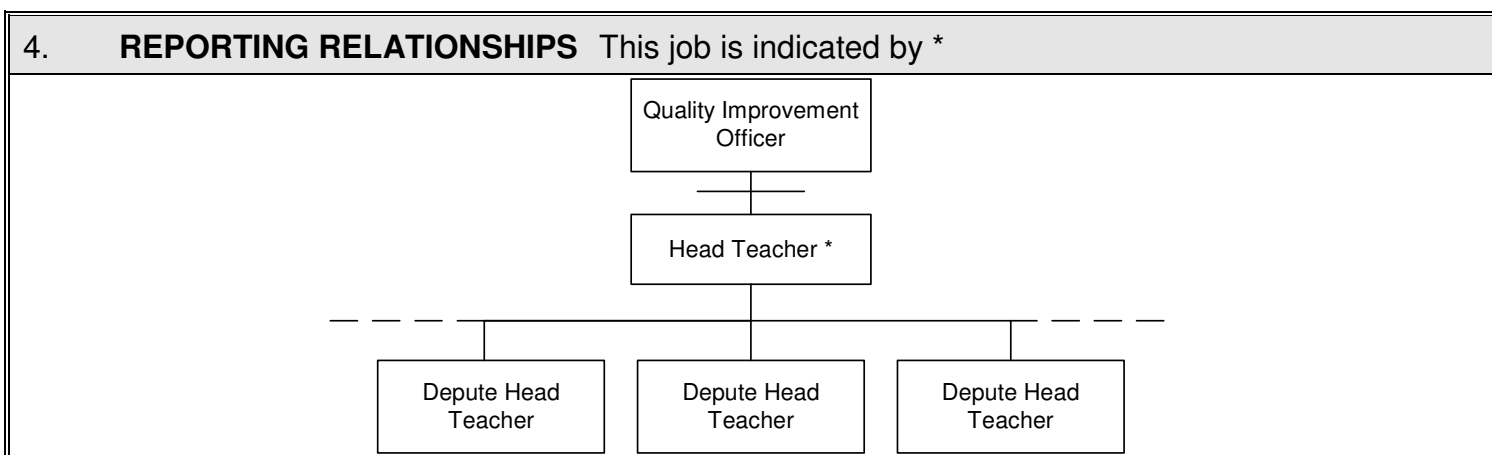 4. REPORTING RELATIONSHIPS This job is indicated by *
Quality Improvement
Officer
Head Teacher *
Depute Head
Teacher
Depute Head
Teacher
Depute Head
Teacher